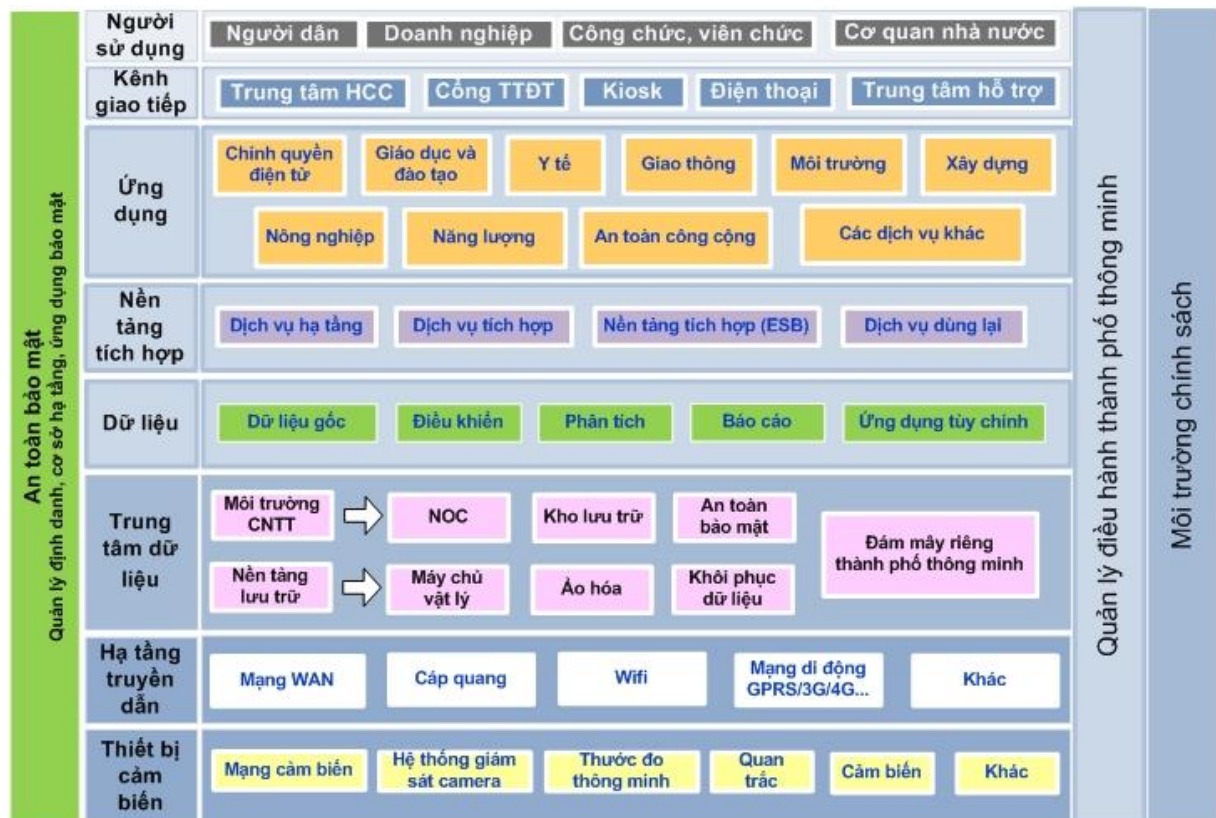 An toàn bảo mật
Quản lý định danh, cơ sở hạ tầng, ứng dụng bảo mật
Người
sử dụng
Người dân
Doanh nghiệp
Công chức, viên chức
Cơ quan nhà nước
Kênh
giao tiếp
Trung tâm HCC
Cổng TTĐT
Kiosk
Điện thoại
Trung tâm hỗ trợ
Ứng
dụng
Chính quyền
điện tử
Giáo dục và
đào tạo
Y tế
Giao thông
Môi trường
Xây dựng
Nông nghiệp
Năng lượng
An toàn công cộng
Các dịch vụ khác
Nền
tảng
tích hợp
Dịch vụ hạ tầng
Dịch vụ tích hợp
Nền tảng tích hợp (ESB)
Dịch vụ dùng lại
Dữ liệu
Dữ liệu gốc
Điều khiển
Phân tích
Báo cáo
Ứng dụng tùy chỉnh
Trung
tâm dữ
liệu
Môi trường
CNTT
NOC
Kho lưu trữ
An toàn
bảo mật
Nền tảng
lưu trữ
Máy chủ
vật lý
Ảo hóa
Khôi phục
dữ liệu
Đám mây riêng
thành phố thông minh
Hạ tầng
truyền
dẫn
Mạng WAN
Cáp quang
Wifi
Mạng di động
GPRS/3G/4G...
Khác
Thiết bị
cảm
biến
Mạng cảm biến
Hệ thống giám
sát camera
Thước đo
thông minh
Quan
trắc
Cảm biến
Khác
Quản lý điều hành thành phố thông minh
Môi trường chính sách